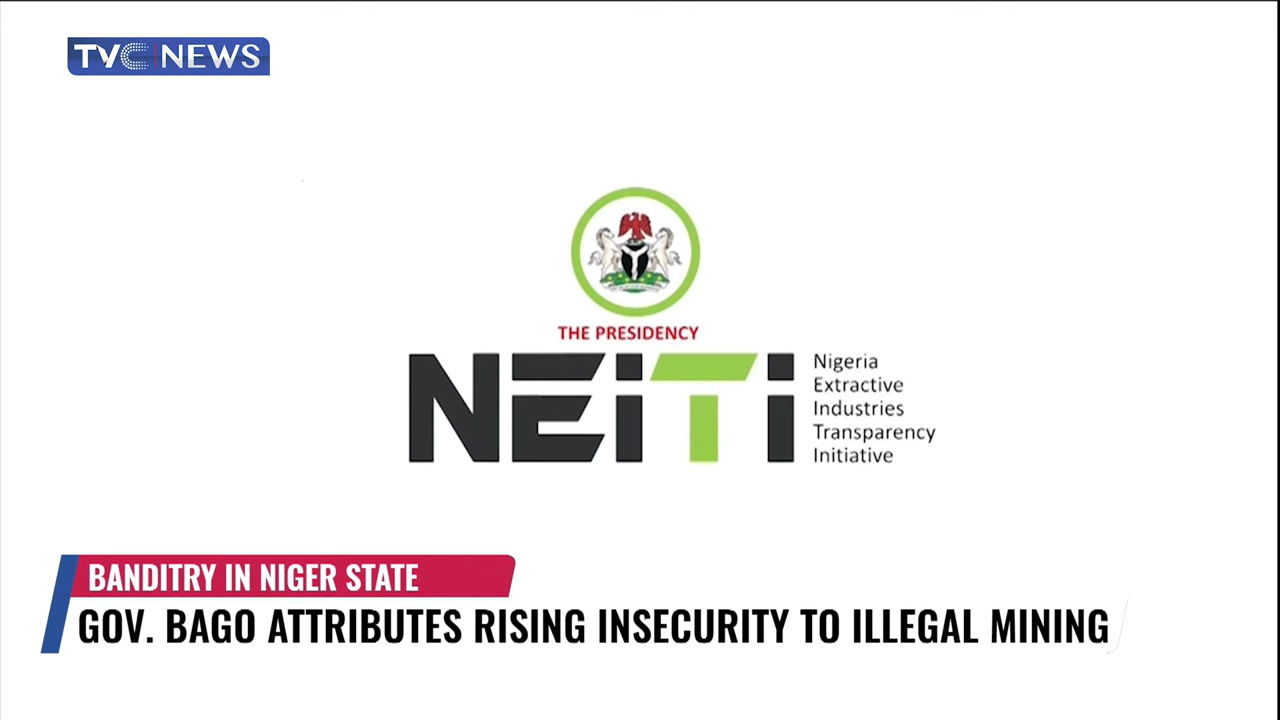 TVC NEWS
THE PRESIDENCY
NEITI
Nigeria
Extractive
Industries
Transparency
Initiative
BANDITRY IN NIGER STATE
GOV. BAGO ATTRIBUTES RISING INSECURITY TO ILLEGAL MINING